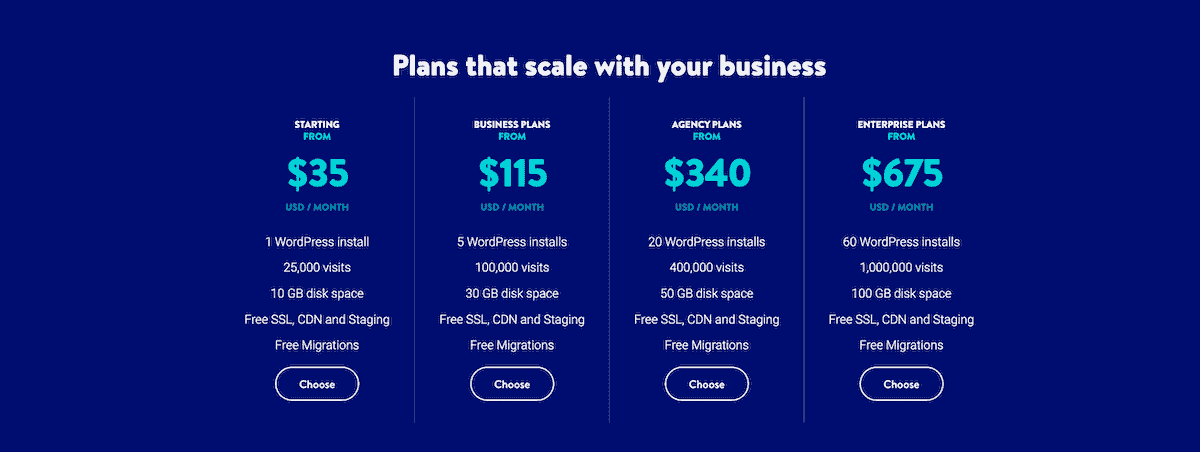 Plans that scale with your business
STARTING
FROM
$35
USD / MONTH
1 WordPress install
25,000 visits
10 GB disk space
Free SSL, CDN and Staging
Free Migrations
Choose
BUSINESS PLANS
FROM
$115
USD / MONTH
5 WordPress installs
100,000 visits
30 GB disk space
Free SSL, CDN and Staging
Free Migrations
Choose
AGENCY PLANS
FROM
$340
USD / MONTH
20 WordPress installs
400,000 visits
50 GB disk space
Free SSL, CDN and Staging
Free Migrations
Choose
ENTERPRISE PLANS
FROM
$675
USD / MONTH
60 WordPress installs
1,000,000 visits
100 GB disk space
Free SSL, CDN and Staging
Free Migrations
Choose